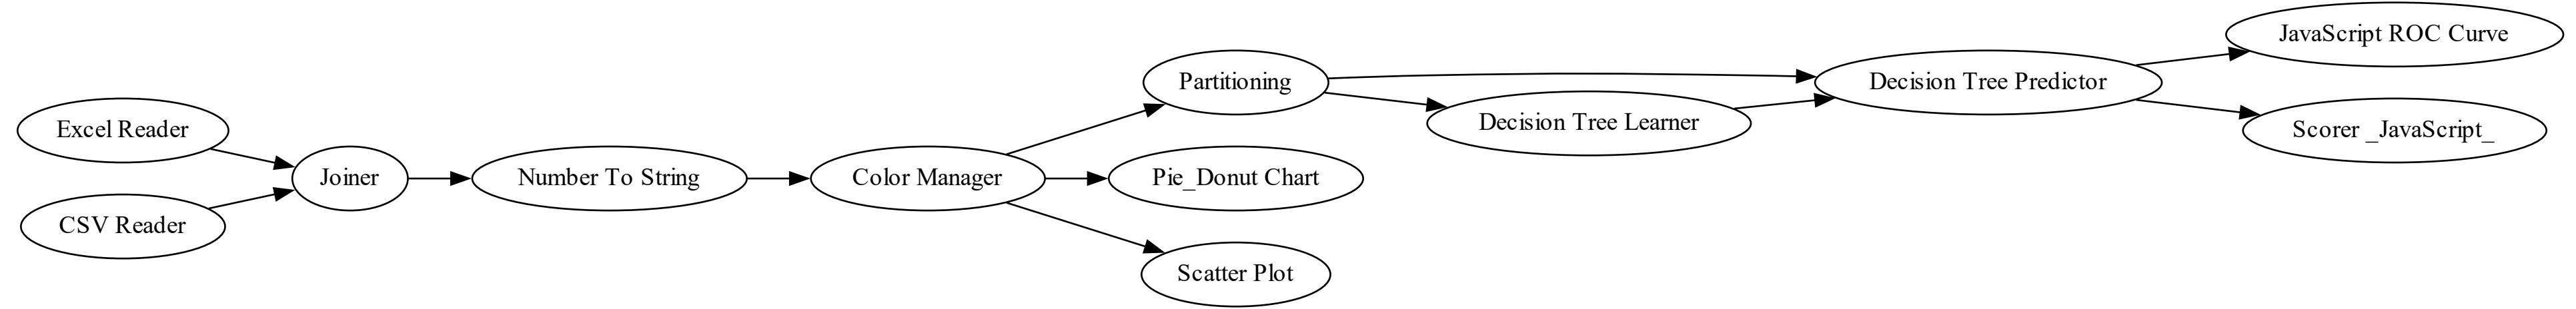 Excel Reader
CSV Reader
Joiner
Number To String
Color Manager
Partitioning
Pie_Donut Chart
Scatter Plot
Decision Tree Learner
Decision Tree Predictor
JavaScript ROC Curve
Scorer _JavaScript_